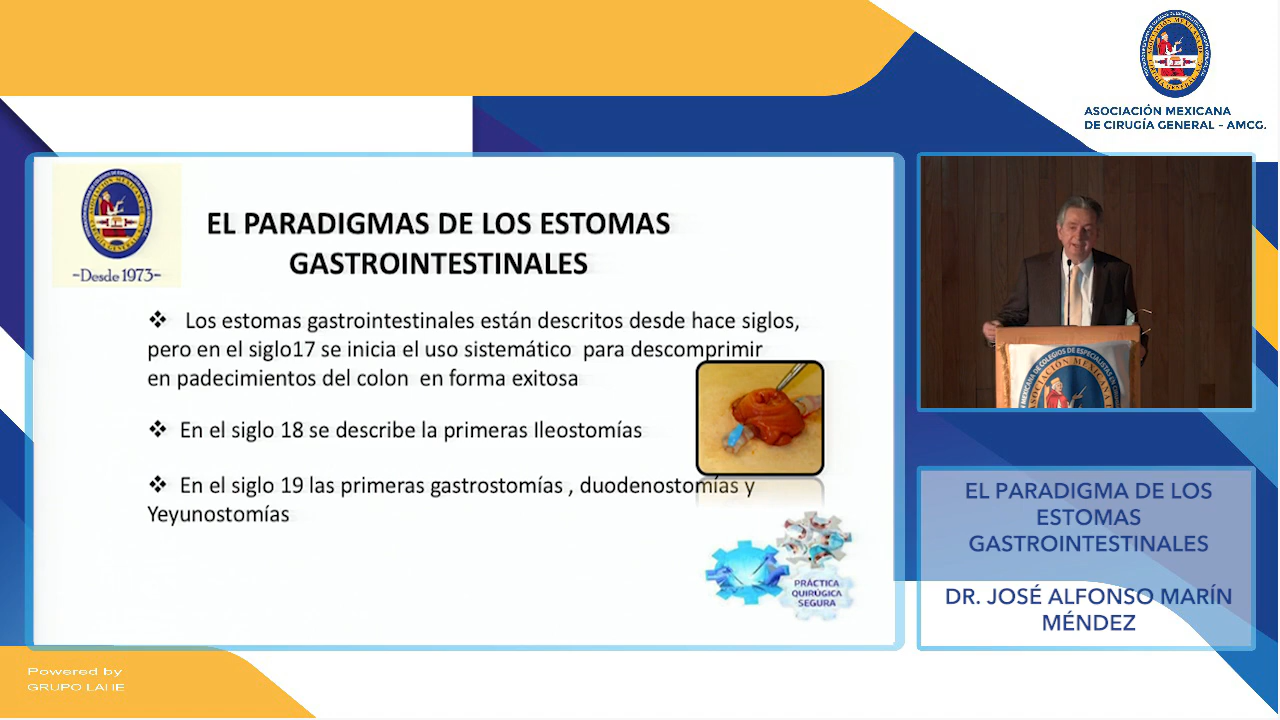 ASOCIACIÓN MEXICANA
DE CIRUGÍA GENERAL - AMCG.
~Desde 1973~
EL PARADIGMAS DE LOS ESTOMAS
GASTROINTESTINALES
❖ Los estomas gastrointestinales están descritos desde hace siglos,
pero en el siglo17 se inicia el uso sistemático para descomprimir
en padecimientos del colon en forma exitosa
❖ En el siglo 18 se describe la primeras Ileostomías
❖ En el siglo 19 las primeras gastrostomías , duodenostomías y
Yeyunostomías
PRÁCTICA
QUIRÚGICA
SEGURA
EL PARADIGMA DE LOS
ESTOMAS
GASTROINTESTINALES
DR. JOSÉ ALFONSO MARÍN
MÉNDEZ
Powered by
GRUPO LAHE